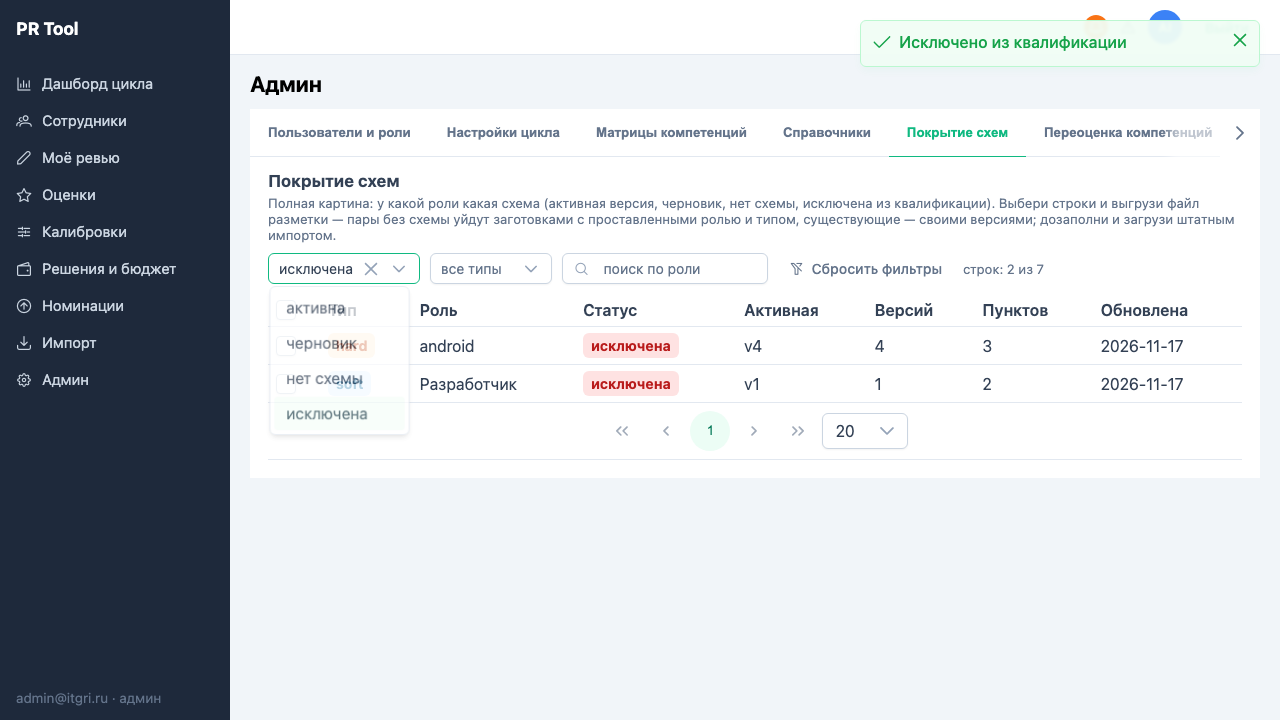 PR Tool
Дашборд цикла
Сотрудники
Моё ревью
Оценки
Калибровки
Решения и бюджет
Номинации
Импорт
Админ
admin@itgri.ru · админ
Исключено из квалификации
Админ
Пользователи и роли Настройки цикла Матрицы компетенций Справочники Покрытие схем Переоценка компетенций
Покрытие схем
Полная картина: у какой роли какая схема (активная версия, черновик, нет схемы, исключена из квалификации). Выбери строки и выгрузи файл
разметки — пары без схемы уйдут заготовками с проставленными ролью и типом, существующие — своими версиями; дозаполни и загрузи штатным
импортом.
исключена все типы поиск по роли Сбросить фильтры строк: 2 из 7
активна
черновик
нет схемы
исключена
Тип Роль Статус Активная Версий Пунктов Обновлена
hard android исключена v4 4 3 2026-11-17
soft Разработчик исключена v1 1 2 2026-11-17
1 20